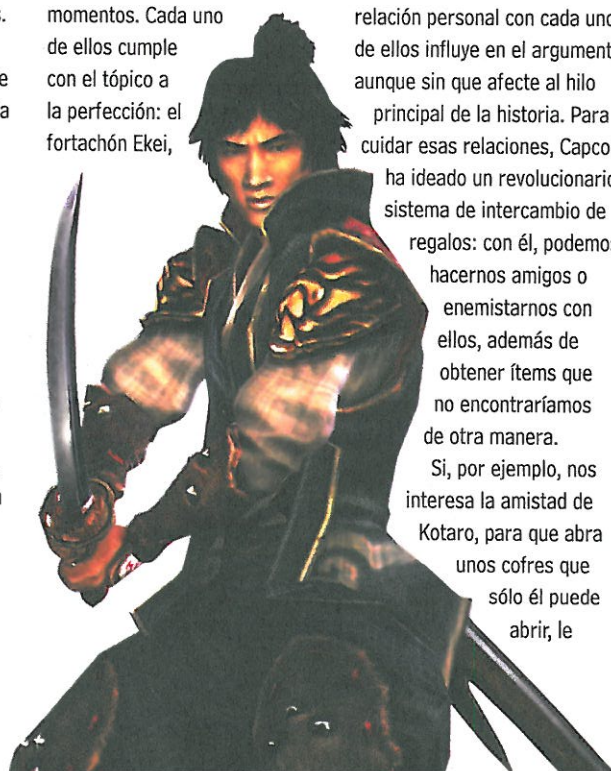 s.
e
a
momentos. Cada uno
de ellos cumple
con el tópico a
la perfección: el
fortachón Ekei,
relación personal con cada uno
de ellos influye en el argument
aunque sin que afecte al hilo
principal de la historia. Para
cuidar esas relaciones, Capco
ha ideado un revolucionario
sistema de intercambio de
regalos: con él, podemos
hacernos amigos o
enemistarnos con
ellos, además de
obtener ítems que
no encontraríamos
de otra manera.
Si, por ejemplo, nos
interesa la amistad de
Kotaro, para que abra
unos cofres que
sólo él puede
abrir, le